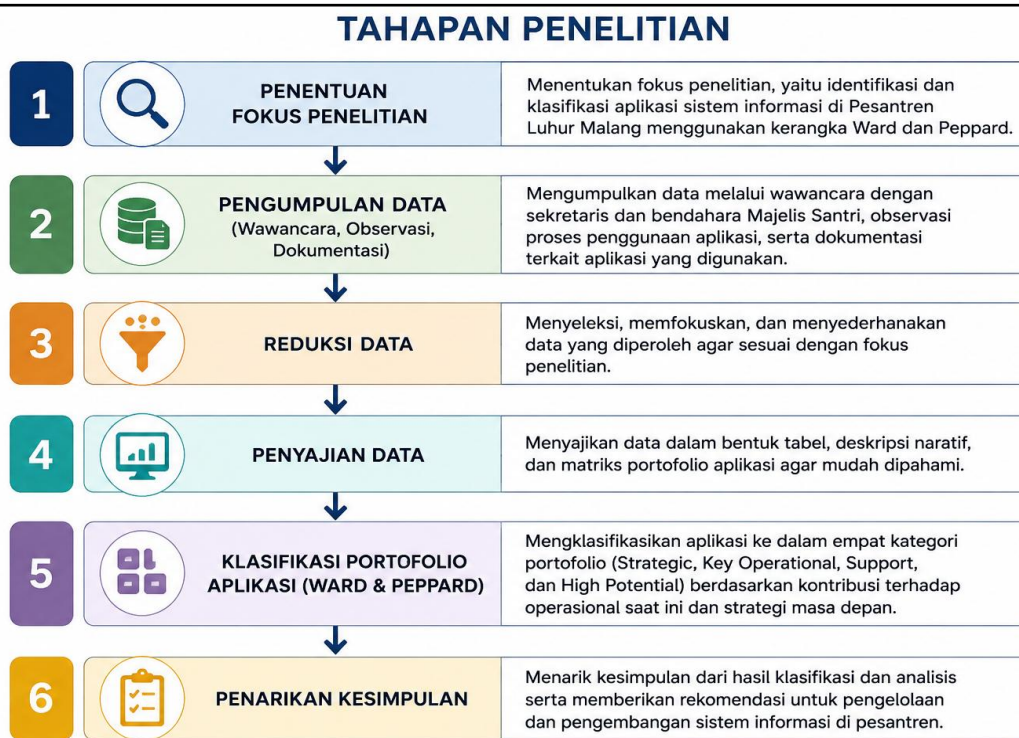 TAHAPAN PENELITIAN
1
PENENTUAN
FOKUS PENELITIAN
Menentukan fokus penelitian, yaitu identifikasi dan
klasifikasi aplikasi sistem informasi di Pesantren
Luhur Malang menggunakan kerangka Ward dan Peppard.
2
PENGUMPULAN DATA
(Wawancara, Observasi,
Dokumentasi)
Mengumpulkan data melalui wawancara dengan
sekretaris dan bendahara Majelis Santri, observasi
proses penggunaan aplikasi, serta dokumentasi
terkait aplikasi yang digunakan.
3
REDUKSI DATA
Menyeleksi, memfokuskan, dan menyederhanakan
data yang diperoleh agar sesuai dengan fokus
penelitian.
4
PENYAJIAN DATA
Menyajikan data dalam bentuk tabel, deskripsi naratif,
dan matriks portofolio aplikasi agar mudah dipahami.
5
KLASIFIKASI PORTOFOLIO
APLIKASI (WARD & PEPPARD)
Mengklasifikasikan aplikasi ke dalam empat kategori
portofolio (Strategic, Key Operational, Support,
dan High Potential) berdasarkan kontribusi terhadap
operasional saat ini dan strategi masa depan.
6
PENARIKAN KESIMPULAN
Menarik kesimpulan dari hasil klasifikasi dan analisis
serta memberikan rekomendasi untuk pengelolaan
dan pengembangan sistem informasi di pesantren.